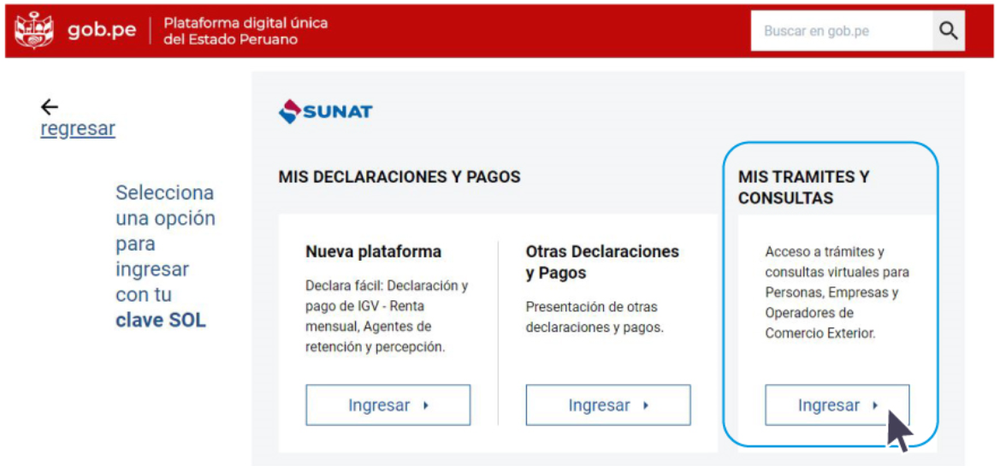 gob.pe
Plataforma digital única
del Estado Peruano
Buscar en gob.pe
regresar
Selecciona
una opción
para
ingresar
con tu
clave SOL
SUNAT
MIS DECLARACIONES Y PAGOS
Nueva plataforma
Declara fácil: Declaración y
pago de IGV - Renta
mensual, Agentes de
retención y percepción.
Ingresar
Otras Declaraciones
y Pagos
Presentación de otras
declaraciones y pagos.
Ingresar
MIS TRAMITES Y
CONSULTAS
Acceso a trámites y
consultas virtuales para
Personas, Empresas y
Operadores de
Comercio Exterior.
Ingresar